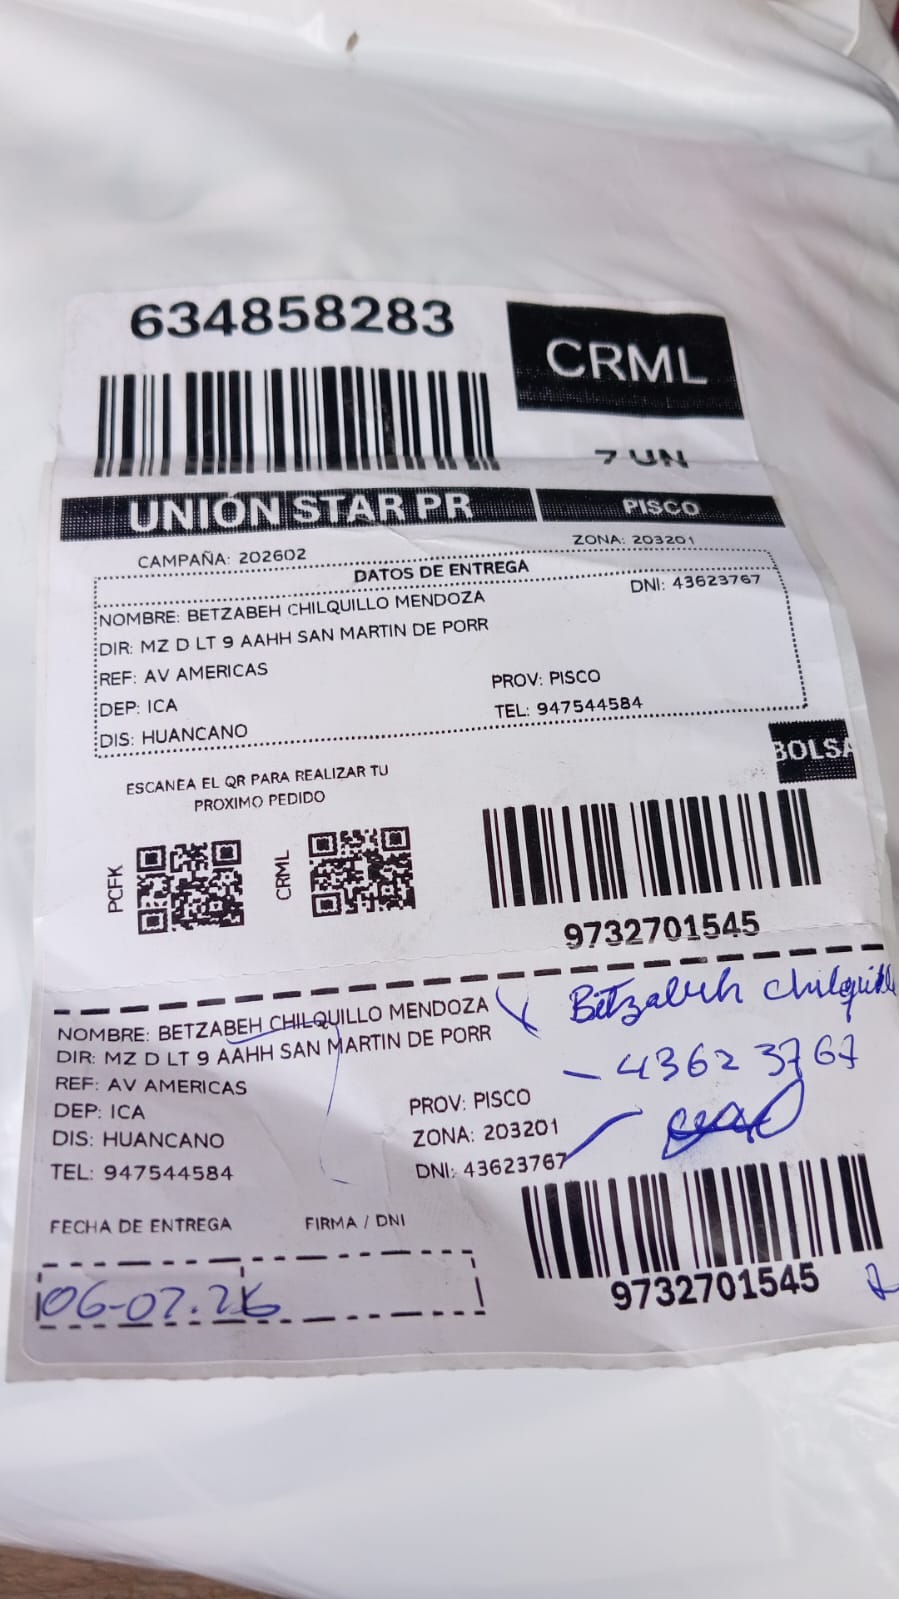 634858283
CRML
7 UN
UNIÓN STAR PR
PISCO
CAMPAÑA: 202602
ZONA: 203201
DATOS DE ENTREGA
DNI: 43623767
NOMBRE: BETZABEH CHILQUILLO MENDOZA
DIR: MZ D LT 9 AAHH SAN MARTIN DE PORR
REF: AV AMERICAS
DEP: ICA
PROV: PISCO
DIS: HUANCANO
TEL: 947544584
BOLSA
ESCANEA EL QR PARA REALIZAR TU
PROXIMO PEDIDO
PCFK
CRML
9732701545
NOMBRE: BETZABEH CHILQUILLO MENDOZA
Betzabeh Chilquillo
DIR: MZ D LT 9 AAHH SAN MARTIN DE PORR
- 43623767
REF: AV AMERICAS
DEP: ICA
PROV: PISCO
DIS: HUANCANO
ZONA: 203201
TEL: 947544584
DNI: 43623767
FECHA DE ENTREGA
FIRMA / DNI
06-02.26
9732701545